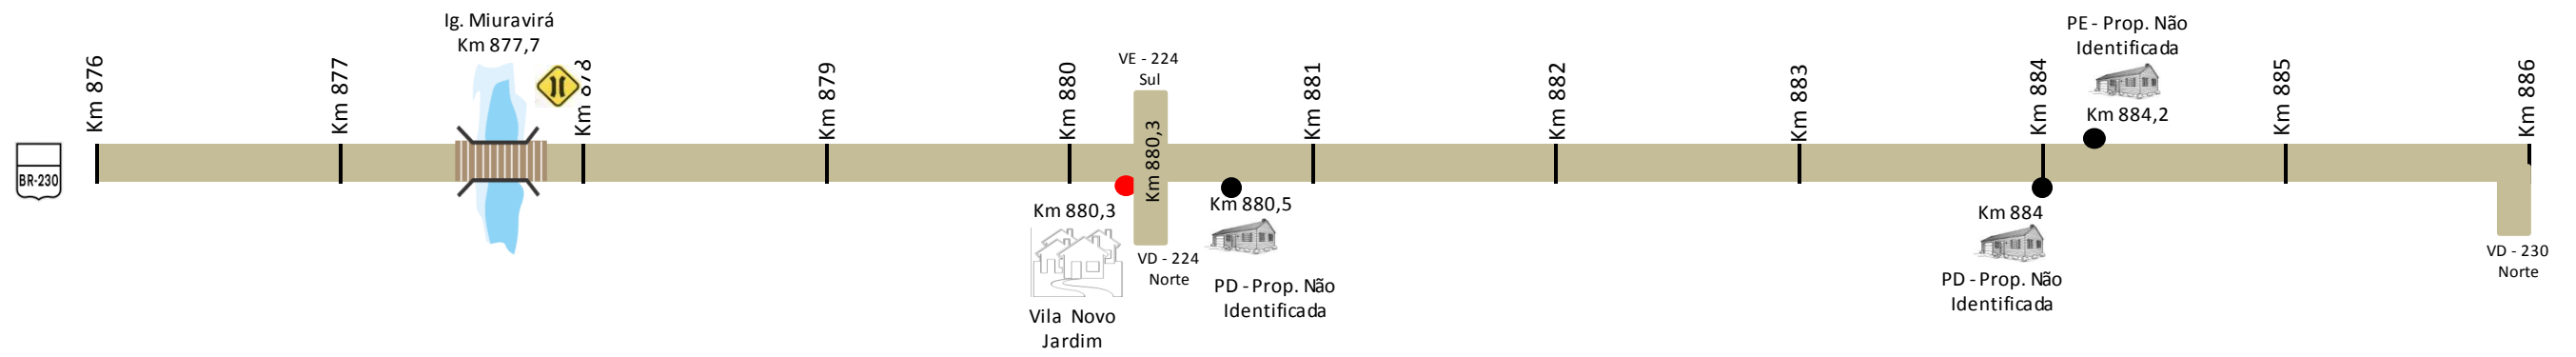 Ig. Miuravirá
Km 877,7
PE - Prop. Não
Identificada
Km 884,2
VE - 224
Sul
Km 876
Km 877
Km 878
Km 879
Km 880
Km 880,3
Km 881
Km 882
Km 883
Km 884
Km 885
Km 886
BR-230
Km 880,3
Vila Novo
Jardim
VD - 224
Norte
Km 880,5
PD - Prop. Não
Identificada
Km 884
PD - Prop. Não
Identificada
VD - 230
Norte